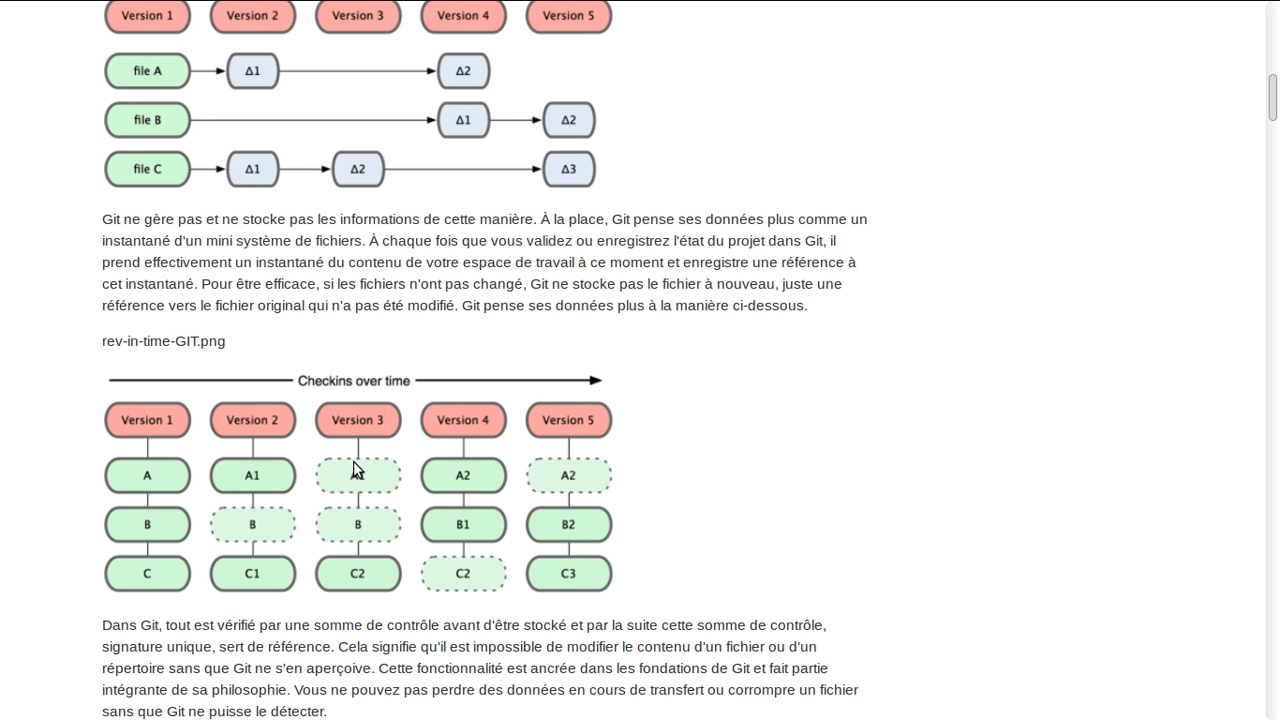 Version 1 Version 2 Version 3 Version 4 Version 5
file A Δ1 Δ2
file B Δ1 Δ2
file C Δ1 Δ2 Δ3
Git ne gère pas et ne stocke pas les informations de cette manière. À la place, Git pense ses données plus comme un
instantané d'un mini système de fichiers. À chaque fois que vous validez ou enregistrez l'état du projet dans Git, il
prend effectivement un instantané du contenu de votre espace de travail à ce moment et enregistre une référence à
cet instantané. Pour être efficace, si les fichiers n'ont pas changé, Git ne stocke pas le fichier à nouveau, juste une
référence vers le fichier original qui n'a pas été modifié. Git pense ses données plus à la manière ci-dessous.
rev-in-time-GIT.png
Checkins over time
Version 1 Version 2 Version 3 Version 4 Version 5
A A1 A2 A2
B B B B1 B2
C C1 C2 C2 C3
Dans Git, tout est vérifié par une somme de contrôle avant d'être stocké et par la suite cette somme de contrôle,
signature unique, sert de référence. Cela signifie qu'il est impossible de modifier le contenu d'un fichier ou d'un
répertoire sans que Git ne s'en aperçoive. Cette fonctionnalité est ancrée dans les fondations de Git et fait partie
intégrante de sa philosophie. Vous ne pouvez pas perdre des données en cours de transfert ou corrompre un fichier
sans que Git ne puisse le détecter.